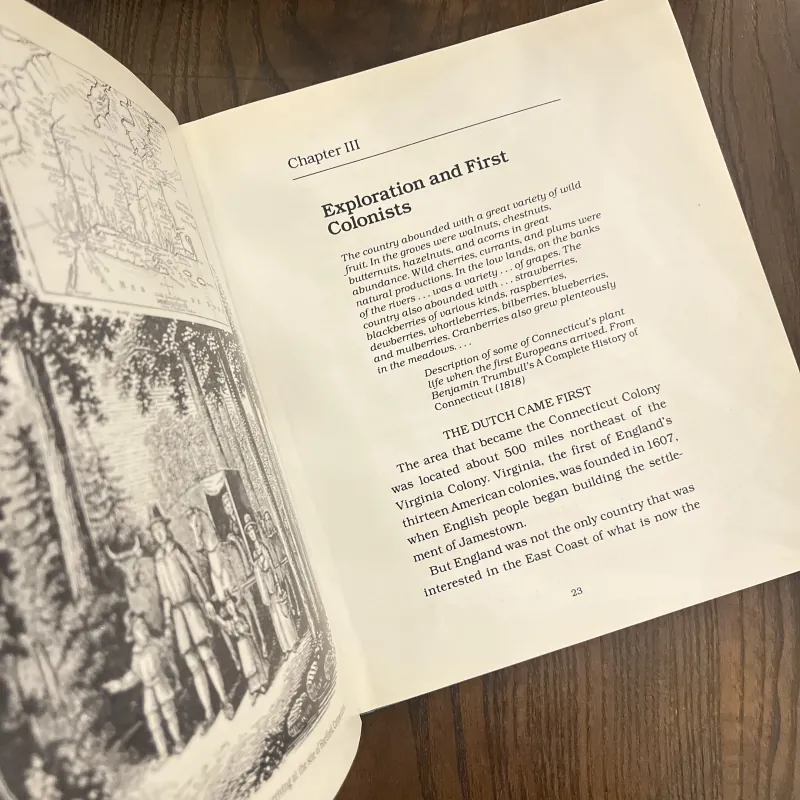 Chapter III
Exploration and First
Colonists
The country abounded with a great variety of wild
fruit. In the groves were walnuts, chestnuts,
butternuts, hazelnuts, and acorns in great
abundance. Wild cherries, currants, and plums were
natural productions. In the low lands, on the banks
of the rivers . . . was a variety . . . of grapes. The
country also abounded with . . . strawberries,
blackberries of various kinds, raspberries,
dewberries, whortleberries, bilberries, blueberries,
and mulberries. Cranberries also grew plenteously
in the meadows. . . .
Description of some of Connecticut's plant
life when the first Europeans arrived. From
Benjamin Trumbull's A Complete History of
Connecticut (1818)
THE DUTCH CAME FIRST
The area that became the Connecticut Colony
was located about 500 miles northeast of the
Virginia Colony. Virginia, the first of England's
thirteen American colonies, was founded in 1607,
when English people began building the settle-
ment of Jamestown.
But England was not the only country that was
interested in the East Coast of what is now the
23
at the site of